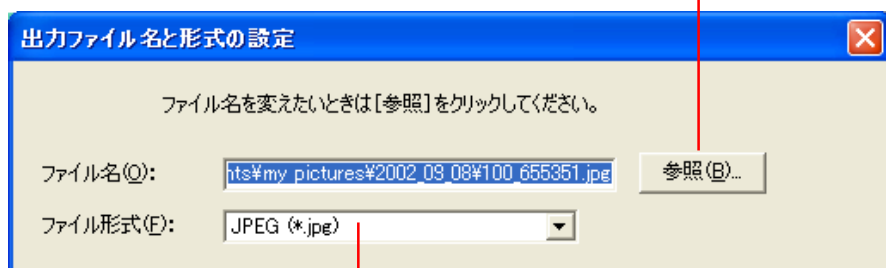 出力ファイル名と形式の設定
ファイル名を変えたいときは[参照]をクリックしてください。
ファイル名(O): nts¥my pictures¥2002_09_08¥100_655351.jpg 参照(B)...
ファイル形式(F): JPEG (*.jpg)